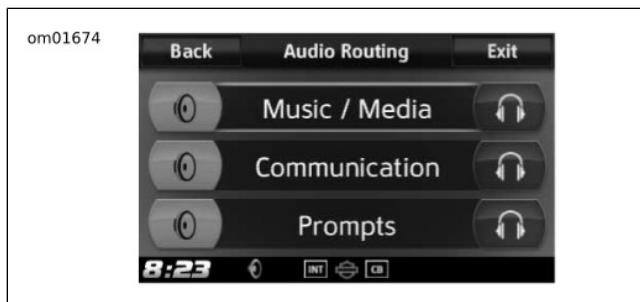 om01674
Back Audio Routing Exit
Music / Media
Communication
Prompts
8:23 INT CB